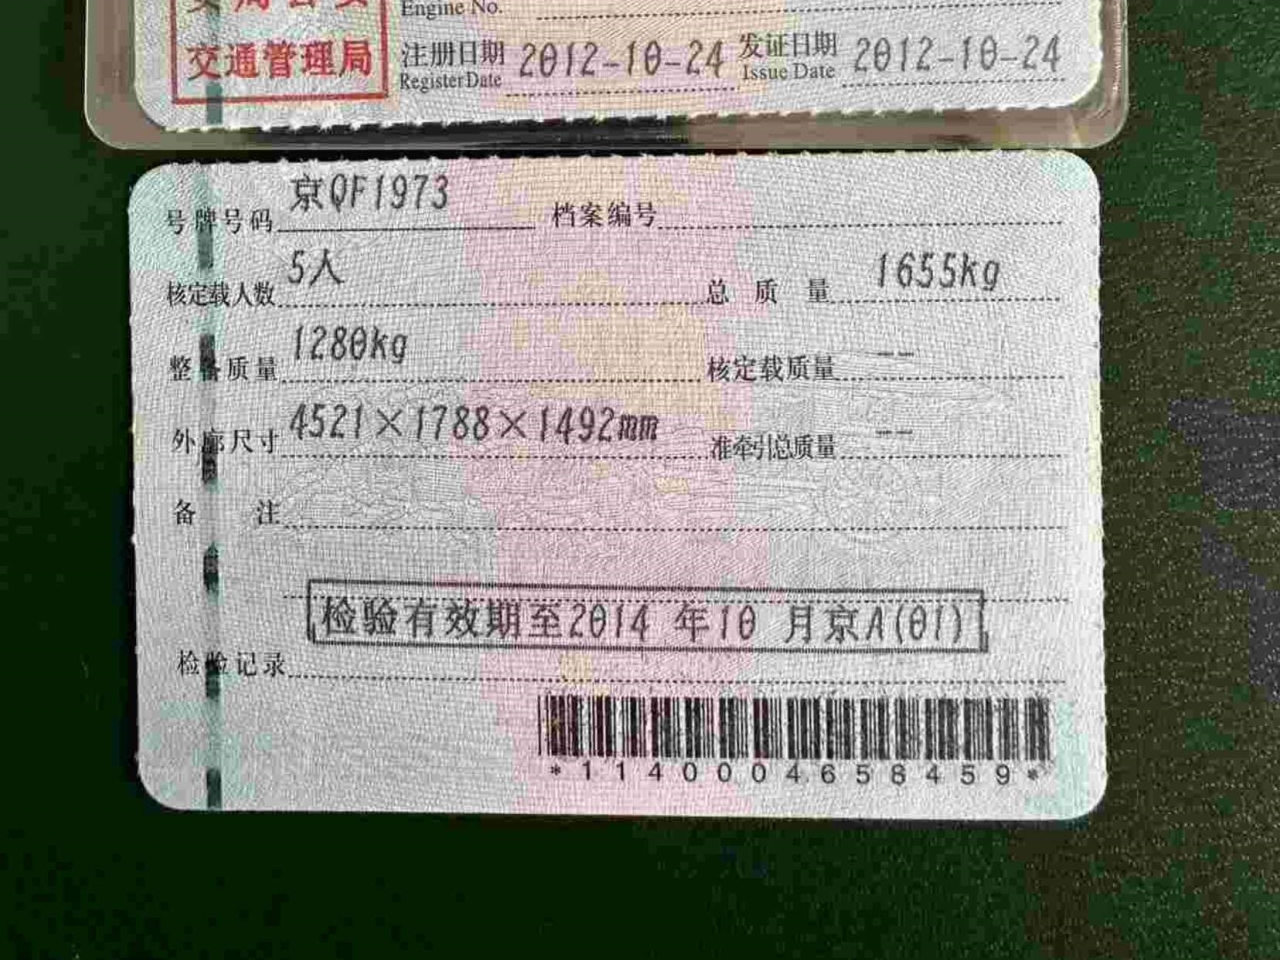 Engine No.
交通管理局
注册日期 2012-10-24 发证日期 2012-10-24
Register Date Issue Date
号牌号码 京QF1973 档案编号
核定载人数 5人 总质量 1655kg
整备质量 1280kg 核定载质量 --
外廓尺寸 4521×1788×1492mm 准牵引总质量 --
备注
检验有效期至2014 年10 月京A(01)
检验记录
*1140004658459*